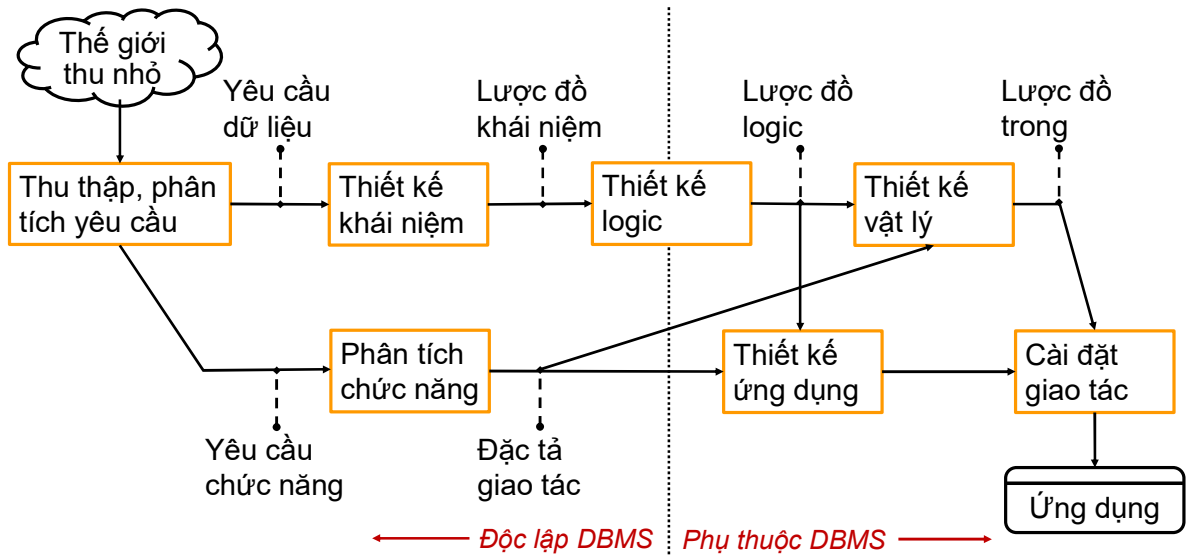 Thế giới
thu nhỏ
Yêu cầu
dữ liệu
Lược đồ
khái niệm
Lược đồ
logic
Lược đồ
trong
Thu thập, phân
tích yêu cầu
Thiết kế
khái niệm
Thiết kế
logic
Thiết kế
vật lý
Phân tích
chức năng
Thiết kế
ứng dụng
Cài đặt
giao tác
Yêu cầu
chức năng
Đặc tả
giao tác
Ứng dụng
Độc lập DBMS
Phụ thuộc DBMS